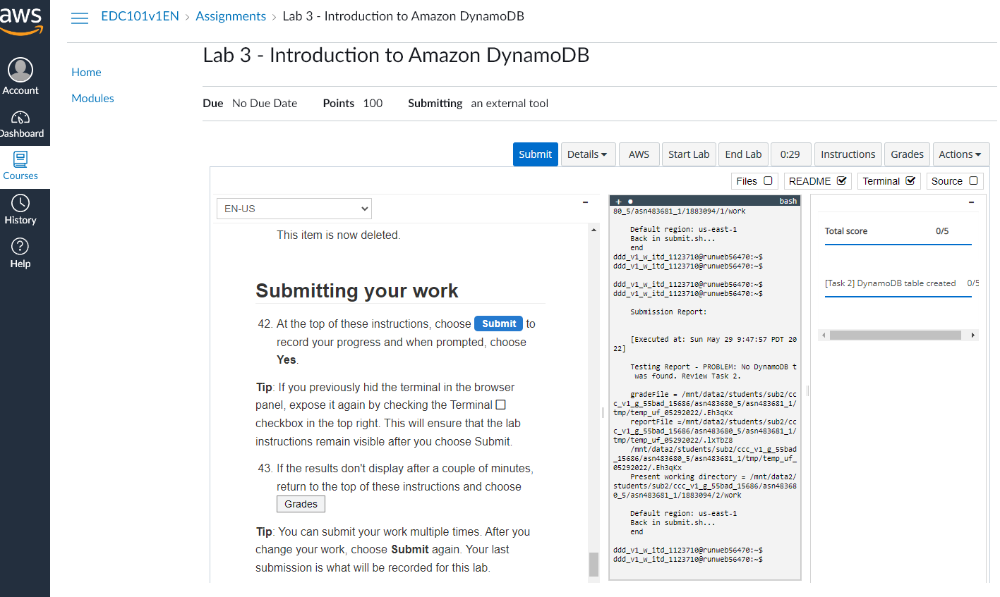 aws
EDC101v1EN > Assignments > Lab 3 - Introduction to Amazon DynamoDB
Account
Dashboard
Courses
History
Help
Home
Modules
Lab 3 - Introduction to Amazon DynamoDB
Due No Due Date Points 100 Submitting an external tool
Submit Details AWS Start Lab End Lab 0:29 Instructions Grades Actions
Files README Terminal Source
EN-US
This item is now deleted.
Submitting your work
42. At the top of these instructions, choose Submit to
record your progress and when prompted, choose
Yes.
Tip: If you previously hid the terminal in the browser
panel, expose it again by checking the Terminal
checkbox in the top right. This will ensure that the lab
instructions remain visible after you choose Submit.
43. If the results don't display after a couple of minutes,
return to the top of these instructions and choose
Grades
Tip: You can submit your work multiple times. After you
change your work, choose Submit again. Your last
submission is what will be recorded for this lab.
+ bash
80_5/asn483681_1/1883094/1/work
Default region: us-east-1
Back in submit.sh...
end
ddd_v1_w_itd_1123710@runweb56470:~$
ddd_v1_w_itd_1123710@runweb56470:~$
ddd_v1_w_itd_1123710@runweb56470:~$
ddd_v1_w_itd_1123710@runweb56470:~$
Submission Report:
[Executed at: Sun May 29 9:47:57 PDT 20
22]
Testing Report - PROBLEM: No DynamoDB t
was found. Review Task 2.
gradeFile = /mnt/data2/students/sub2/cc
c_v1_g_55bad_15686/asn483680_5/asn483681_1/
tmp/temp_uf_05292022/.Eh3qKx
reportFile =/mnt/data2/students/sub2/cc
c_v1_g_55bad_15686/asn483680_5/asn483681_1/
tmp/temp_uf_05292022/.lxTbZ8
/mnt/data2/students/sub2/ccc_v1_g_55bad
_15686/asn483680_5/asn483681_1/tmp/temp_uf_
05292022/.Eh3qKx
Present working directory = /mnt/data2/
students/sub2/ccc_v1_g_55bad_15686/asn48368
0_5/asn483681_1/1883094/2/work
Default region: us-east-1
Back in submit.sh...
end
ddd_v1_w_itd_1123710@runweb56470:~$
ddd_v1_w_itd_1123710@runweb56470:~$
Total score 0/5
[Task 2] DynamoDB table created 0/5